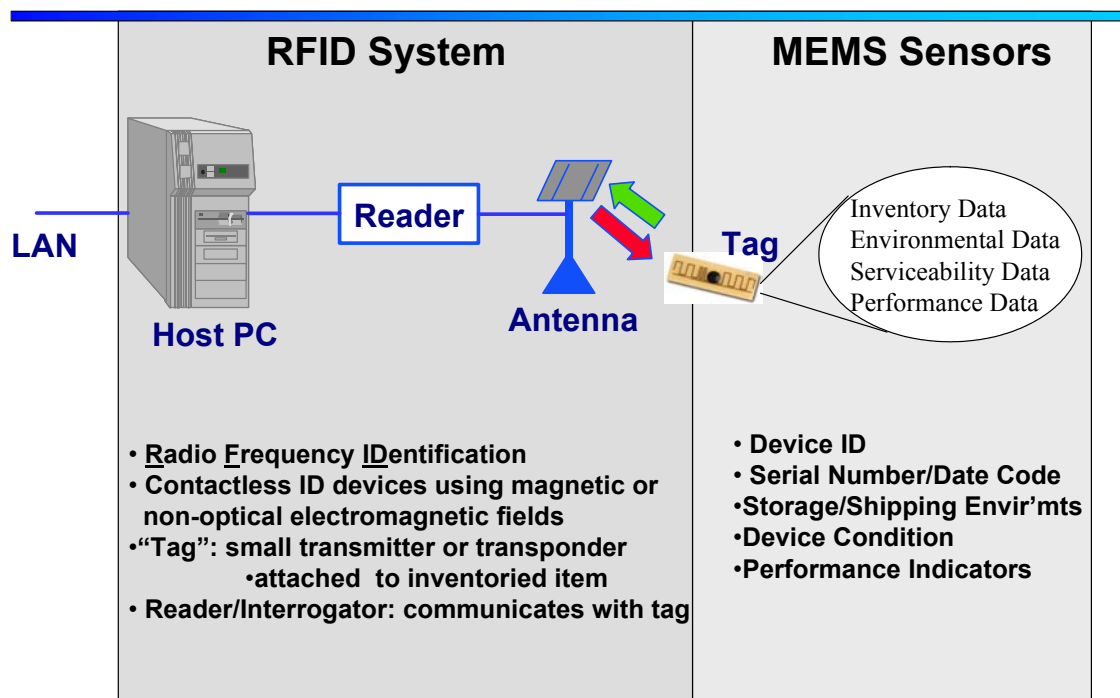 RFID System
MEMS Sensors
LAN
Host PC
Reader
Antenna
Tag
Inventory Data
Environmental Data
Serviceability Data
Performance Data
• Radio Frequency IDentification
• Contactless ID devices using magnetic or
non-optical electromagnetic fields
•“Tag”: small transmitter or transponder
•attached to inventoried item
• Reader/Interrogator: communicates with tag
• Device ID
• Serial Number/Date Code
•Storage/Shipping Envir'mts
•Device Condition
•Performance Indicators